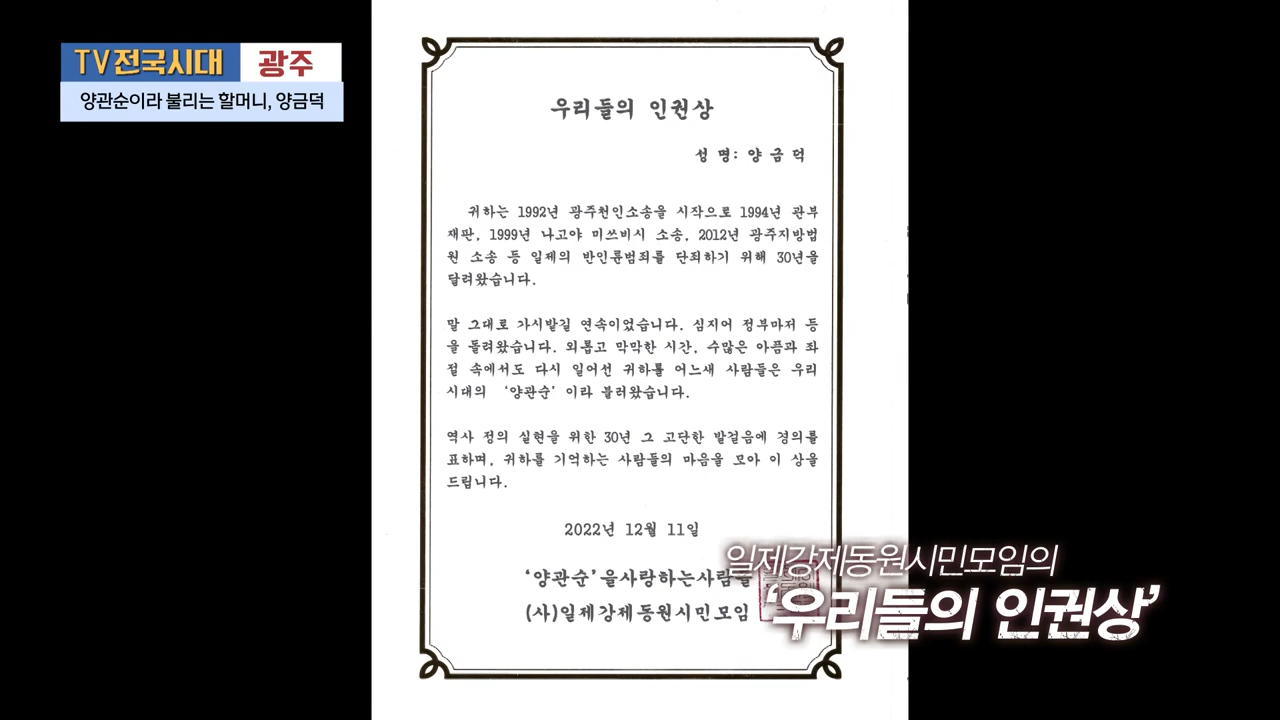 TV전국시대 광주
양관순이라 불리는 할머니, 양금덕
우리들의 인권상
성 명: 양 금 덕
귀하는 1992년 광주천인소송을 시작으로 1994년 관부
재판, 1999년 나고야 미쓰비시 소송, 2012년 광주지방법
원 소송 등 일제의 반인륜범죄를 단죄하기 위해 30년을
달려왔습니다.
말 그대로 가시밭길 연속이었습니다. 심지어 정부마저 등
을 돌려왔습니다. 외롭고 막막한 시간, 수많은 아픔과 좌
절 속에서도 다시 일어선 귀하를 어느새 사람들은 우리
시대의 ‘양관순’ 이라 불러왔습니다.
역사 정의 실현을 위한 30년 그 고단한 발걸음에 경의를
표하며, 귀하를 기억하는 사람들의 마음을 모아 이 상을
드립니다.
2022년 12월 11일
‘양관순’을사랑하는사람들
(사)일제강제동원시민모임
일제강제동원시민모임의
‘우리들의 인권상’